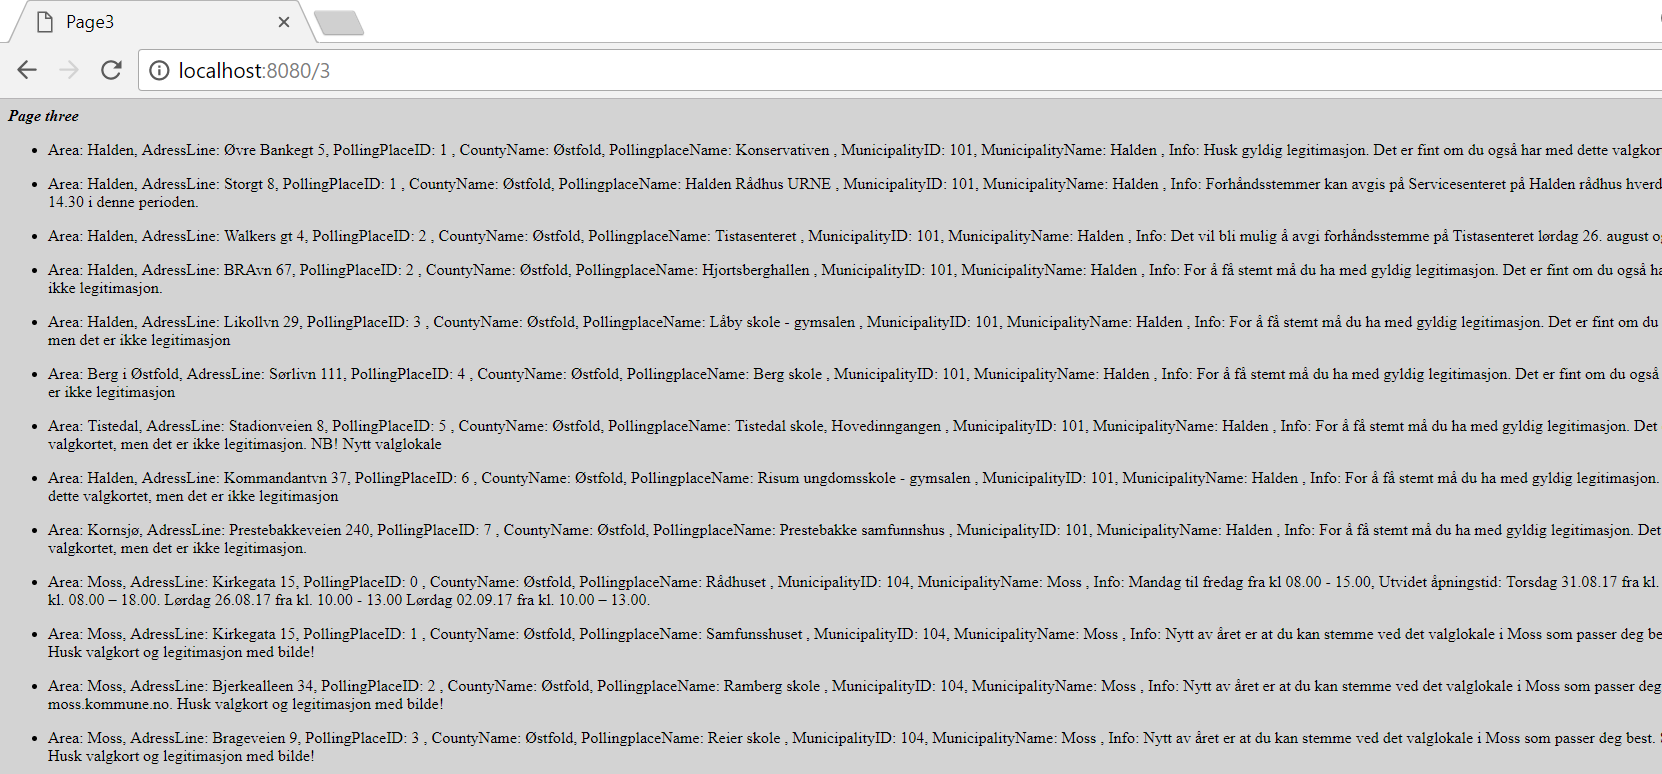 Page3
localhost:8080/3
Page three
Area: Halden, AdressLine: Øvre Bankegt 5, PollingPlaceID: 1 , CountyName: Østfold, PollingplaceName: Konservativen , MunicipalityID: 101, MunicipalityName: Halden , Info: Husk gyldig legitimasjon. Det er fint om du også har med dette
Area: Halden, AdressLine: Storgt 8, PollingPlaceID: 1 , CountyName: Østfold, PollingplaceName: Halden Rådhus URNE , MunicipalityID: 101, MunicipalityName: Halden , Info: Forhåndsstemmer kan avgis på Servicesenteret på Halden rådhus
14.30 i denne perioden.
Area: Halden, AdressLine: Walkers gt 4, PollingPlaceID: 2 , CountyName: Østfold, PollingplaceName: Tistasenteret , MunicipalityID: 101, MunicipalityName: Halden , Info: Det vil bli mulig å avgi forhåndsstemme på Tistasenteret lørdag 26. august
Area: Halden, AdressLine: BRAvn 67, PollingPlaceID: 2 , CountyName: Østfold, PollingplaceName: Hjortsberghallen , MunicipalityID: 101, MunicipalityName: Halden , Info: For å få stemt må du ha med gyldig legitimasjon. Det er fint om du også
ikke legitimasjon.
Area: Halden, AdressLine: Likollvn 29, PollingPlaceID: 3 , CountyName: Østfold, PollingplaceName: Låby skole - gymsalen , MunicipalityID: 101, MunicipalityName: Halden , Info: For å få stemt må du ha med gyldig legitimasjon. Det er fint om du
men det er ikke legitimasjon
Area: Berg i Østfold, AdressLine: Sørlivn 111, PollingPlaceID: 4 , CountyName: Østfold, PollingplaceName: Berg skole , MunicipalityID: 101, MunicipalityName: Halden , Info: For å få stemt må du ha med gyldig legitimasjon. Det er fint om du også
er ikke legitimasjon
Area: Tistedal, AdressLine: Stadionveien 8, PollingPlaceID: 5 , CountyName: Østfold, PollingplaceName: Tistedal skole, Hovedinngangen , MunicipalityID: 101, MunicipalityName: Halden , Info: For å få stemt må du ha med gyldig legitimasjon. Det
valgkortet, men det er ikke legitimasjon. NB! Nytt valglokale
Area: Halden, AdressLine: Kommandantvn 37, PollingPlaceID: 6 , CountyName: Østfold, PollingplaceName: Risum ungdomsskole - gymsalen , MunicipalityID: 101, MunicipalityName: Halden , Info: For å få stemt må du ha med gyldig legitimasjon.
dette valgkortet, men det er ikke legitimasjon
Area: Kornsjø, AdressLine: Prestebakkeveien 240, PollingPlaceID: 7 , CountyName: Østfold, PollingplaceName: Prestebakke samfunnshus , MunicipalityID: 101, MunicipalityName: Halden , Info: For å få stemt må du ha med gyldig legitimasjon. Det
valgkortet, men det er ikke legitimasjon.
Area: Moss, AdressLine: Kirkegata 15, PollingPlaceID: 0 , CountyName: Østfold, PollingplaceName: Rådhuset , MunicipalityID: 104, MunicipalityName: Moss , Info: Mandag til fredag fra kl 08.00 - 15.00, Utvidet åpningstid: Torsdag 31.08.17 fra kl.
kl. 08.00 – 18.00. Lørdag 26.08.17 fra kl. 10.00 - 13.00 Lørdag 02.09.17 fra kl. 10.00 – 13.00.
Area: Moss, AdressLine: Kirkegata 15, PollingPlaceID: 1 , CountyName: Østfold, PollingplaceName: Samfunsshuset , MunicipalityID: 104, MunicipalityName: Moss , Info: Nytt av året er at du kan stemme ved det valglokale i Moss som passer deg
Husk valgkort og legitimasjon med bilde!
Area: Moss, AdressLine: Bjerkealleen 34, PollingPlaceID: 2 , CountyName: Østfold, PollingplaceName: Ramberg skole , MunicipalityID: 104, MunicipalityName: Moss , Info: Nytt av året er at du kan stemme ved det valglokale i Moss som passer deg
moss.kommune.no. Husk valgkort og legitimasjon med bilde!
Area: Moss, AdressLine: Brageveien 9, PollingPlaceID: 3 , CountyName: Østfold, PollingplaceName: Reier skole , MunicipalityID: 104, MunicipalityName: Moss , Info: Nytt av året er at du kan stemme ved det valglokale i Moss som passer deg best.
Husk valgkort og legitimasjon med bilde!